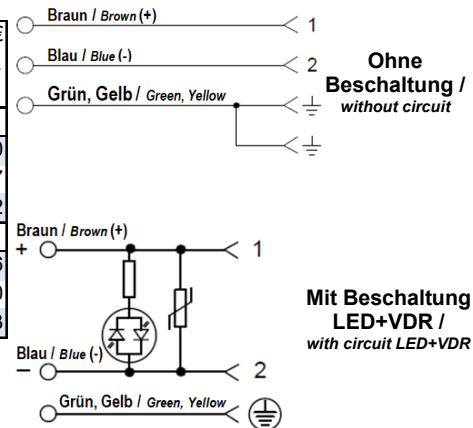 Braun / Brown (+)
1
Blau / Blue (-)
2
Grün, Gelb / Green, Yellow
Ohne
Beschaltung /
without circuit
Braun / Brown (+)
+
1
Mit Beschaltung
LED+VDR /
with circuit LED+VDR
Blau / Blue (-)
–
2
Grün, Gelb / Green, Yellow